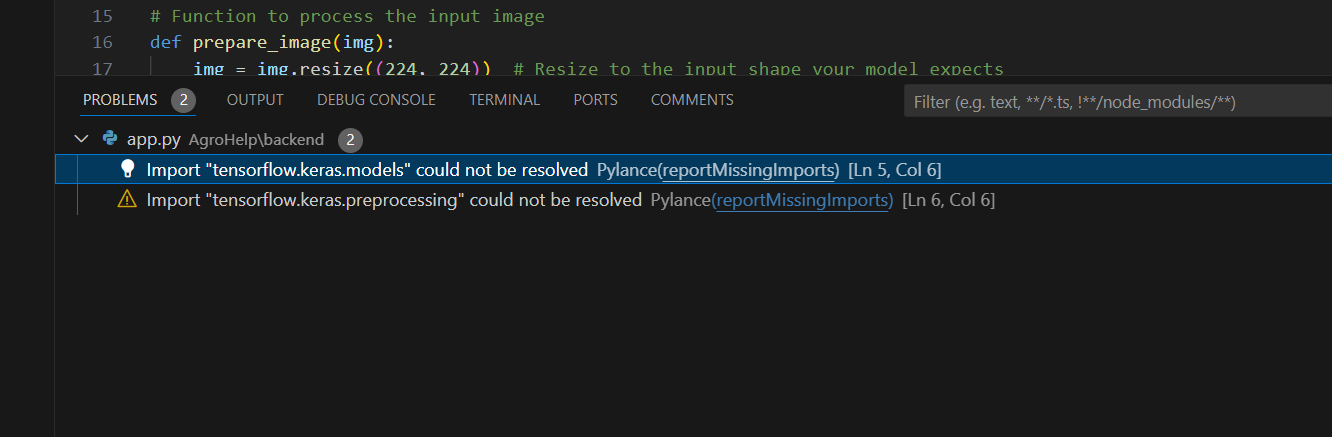 15 # Function to process the input image
16 def prepare_image(img):
17 img = img.resize((224, 224)) # Resize to the input shape your model expects
PROBLEMS 2 OUTPUT DEBUG CONSOLE TERMINAL PORTS COMMENTS Filter (e.g. text, **/*.ts, !**/node_modules/**)
app.py AgroHelp\backend 2
Import "tensorflow.keras.models" could not be resolved Pylance(reportMissingImports) [Ln 5, Col 6]
Import "tensorflow.keras.preprocessing" could not be resolved Pylance(reportMissingImports) [Ln 6, Col 6]